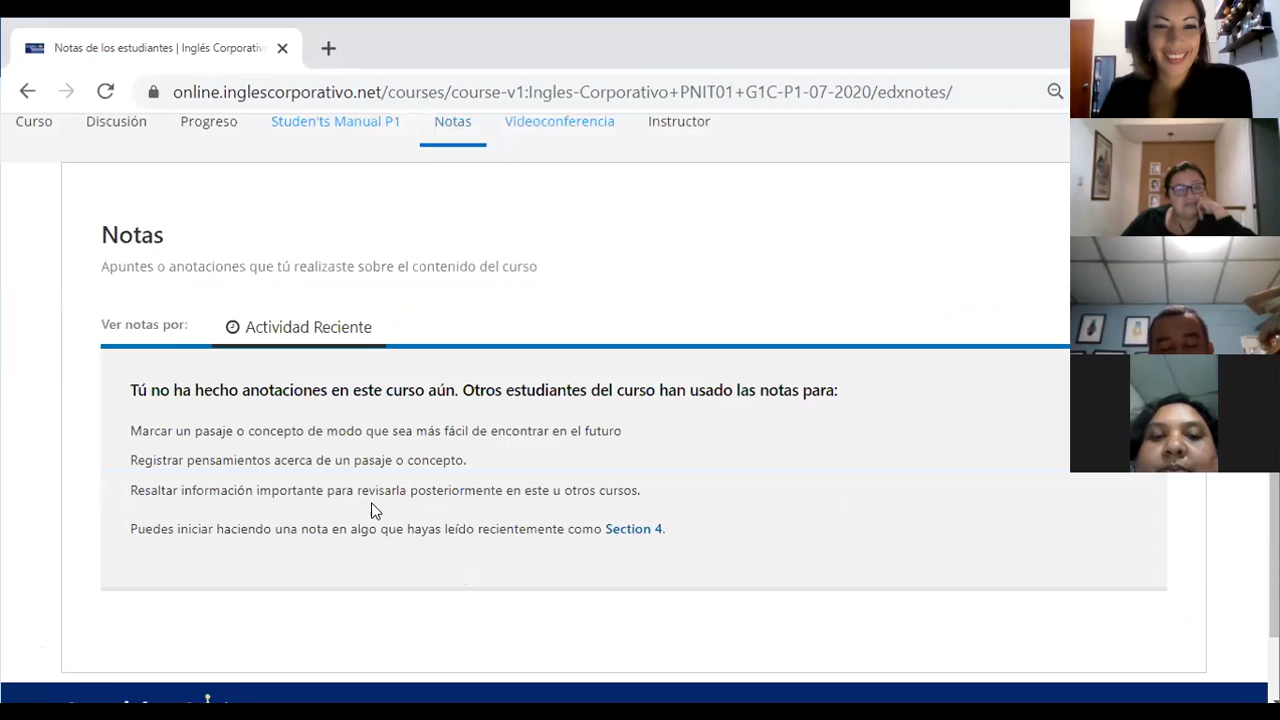 Notas de los estudiantes | Inglés Corporativo
online.inglescorporativo.net/courses/course-v1:Ingles-Corporativo+PNIT01+G1C-P1-07-2020/edxnotes/
Curso Discusión Progreso Studen'ts Manual P1 Notas Videoconferencia Instructor
Notas
Apuntes o anotaciones que tú realizaste sobre el contenido del curso
Ver notas por: Actividad Reciente
Tú no ha hecho anotaciones en este curso aún. Otros estudiantes del curso han usado las notas para:
Marcar un pasaje o concepto de modo que sea más fácil de encontrar en el futuro
Registrar pensamientos acerca de un pasaje o concepto.
Resaltar información importante para revisarla posteriormente en este u otros cursos.
Puedes iniciar haciendo una nota en algo que hayas leído recientemente como Section 4.